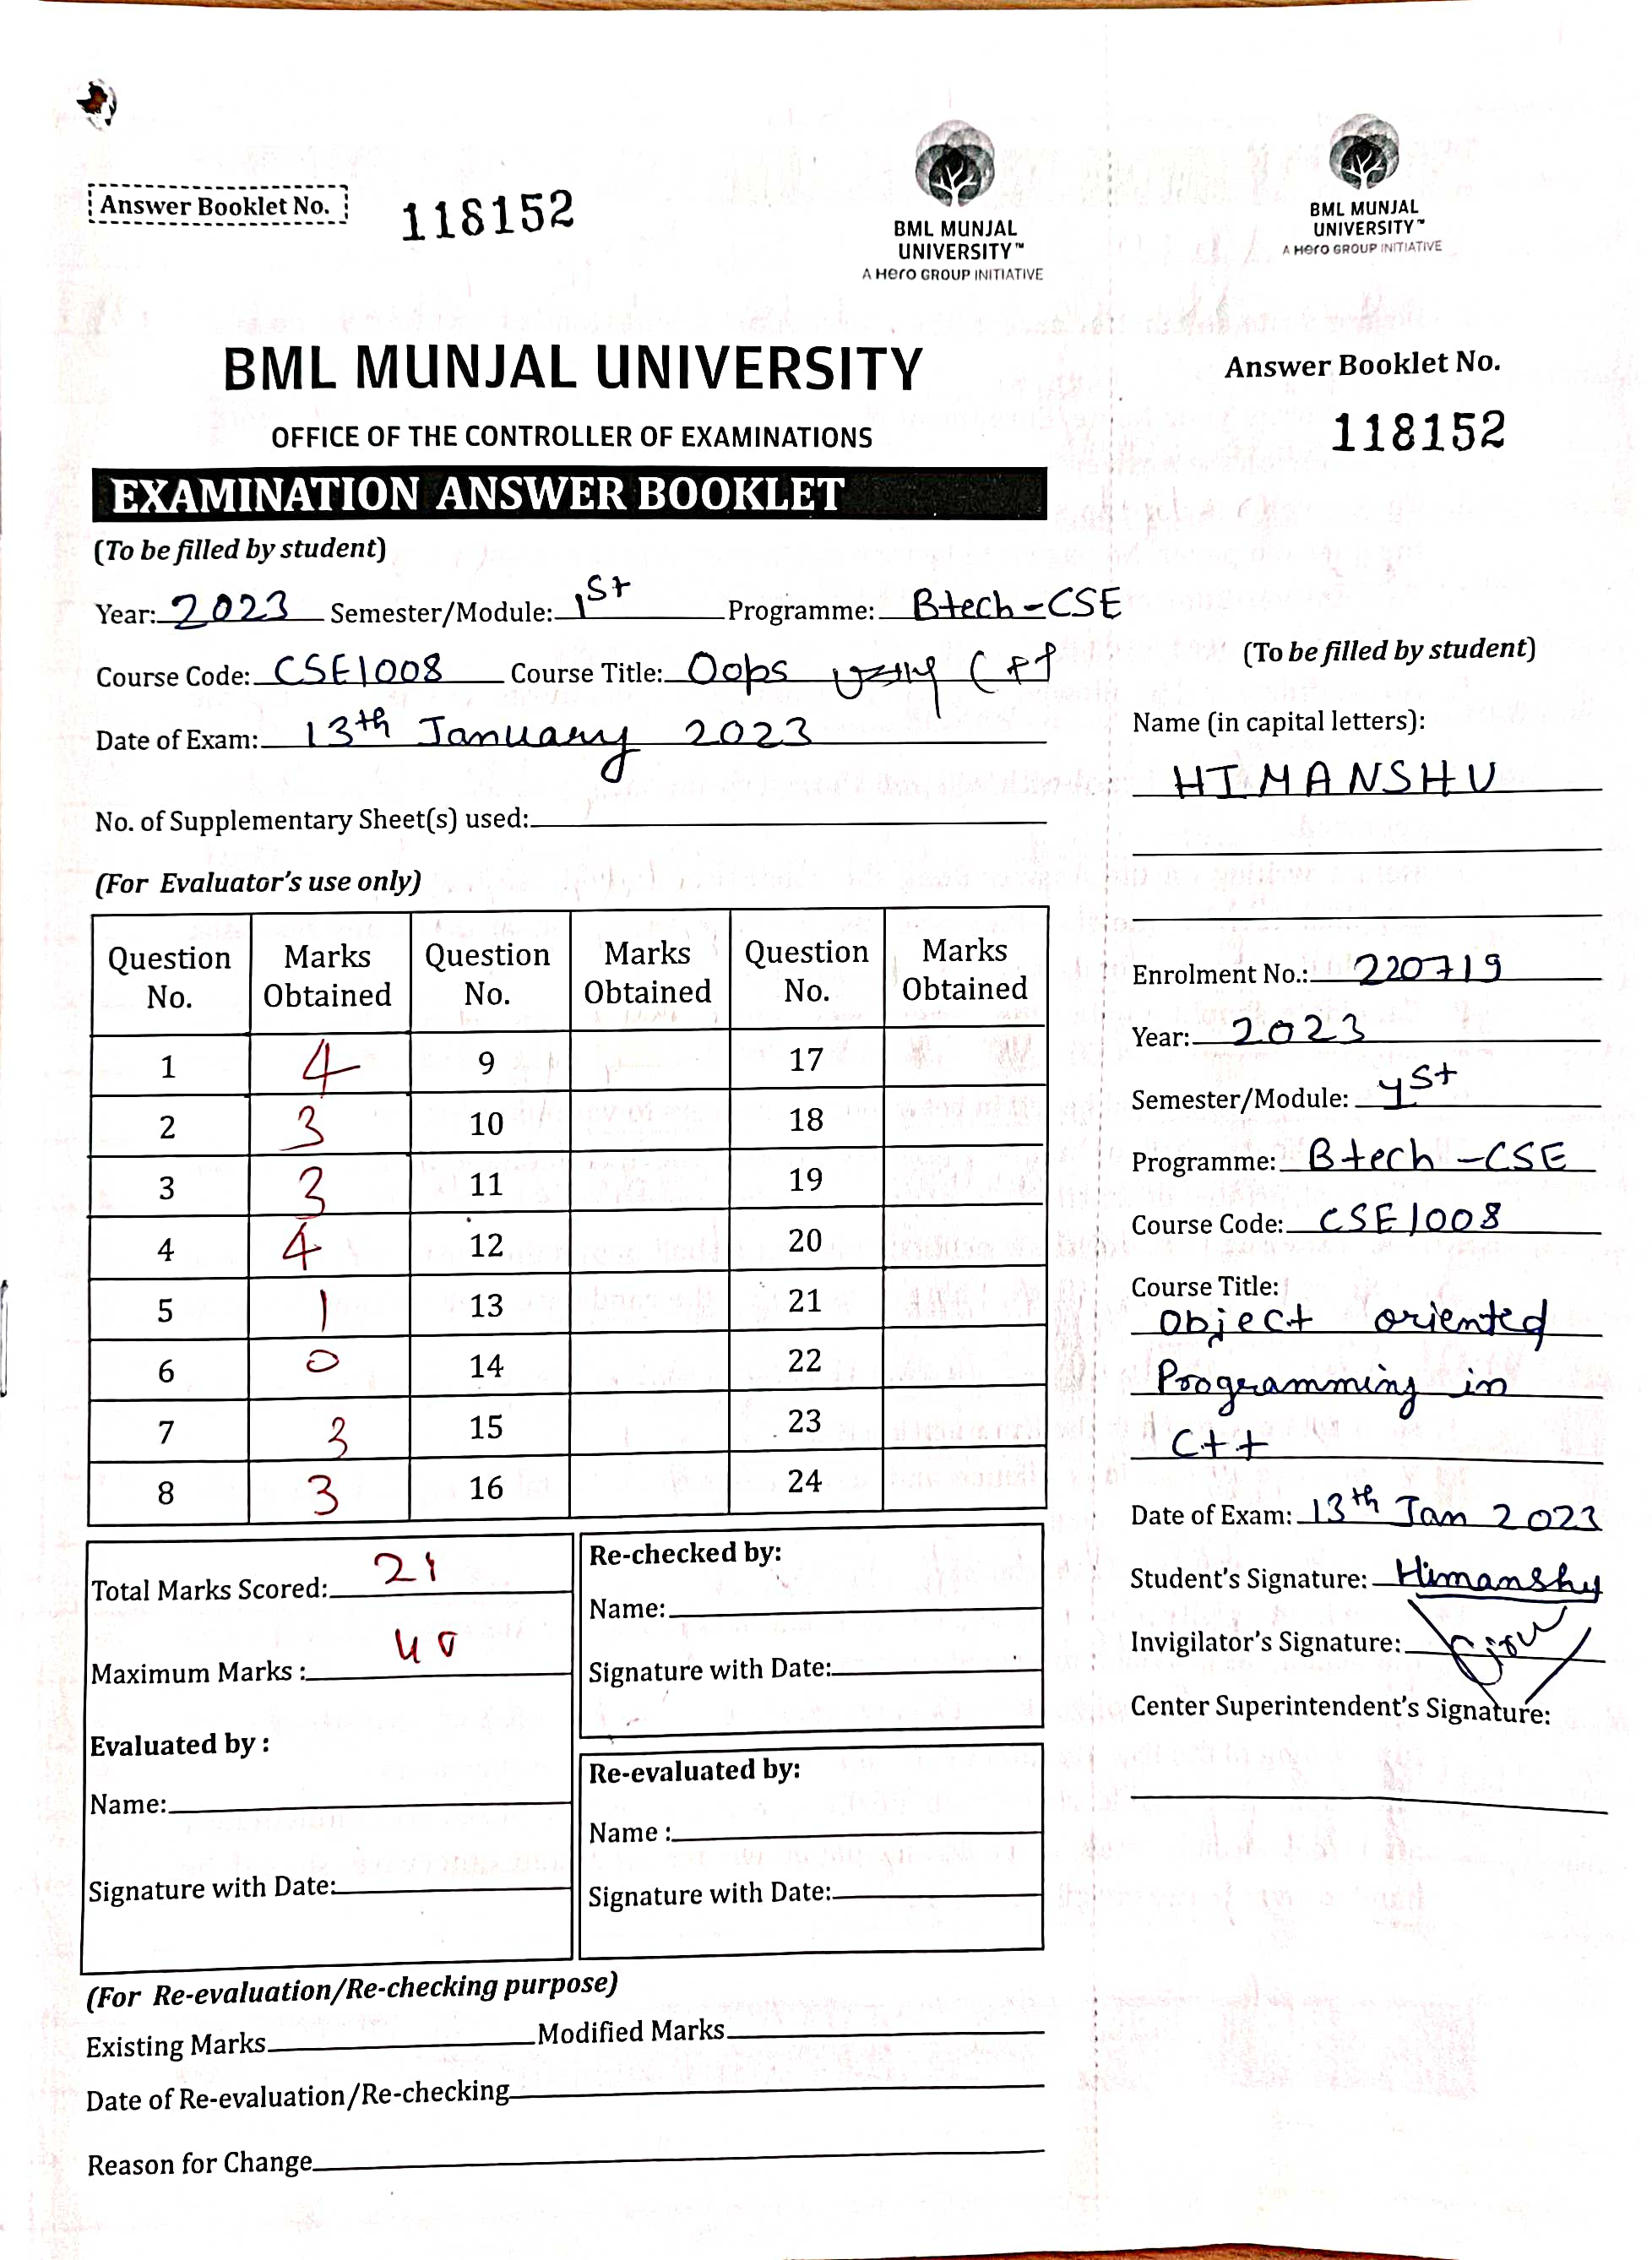 Answer Booklet No. 118152
BML MUNJAL
UNIVERSITY™
A Hero GROUP INITIATIVE
BML MUNJAL UNIVERSITY
OFFICE OF THE CONTROLLER OF EXAMINATIONS
EXAMINATION ANSWER BOOKLET
(To be filled by student)
Year: 2023 Semester/Module: 1st Programme: Btech-CSE
Course Code: CSE1008 Course Title: Oops using C++
Date of Exam: 13th January 2023
No. of Supplementary Sheet(s) used:
(For Evaluator's use only)
Question No. Marks Obtained Question No. Marks Obtained Question No. Marks Obtained
1 4 9 17
2 3 10 18
3 3 11 19
4 4 12 20
5 1 13 21
6 0 14 22
7 3 15 23
8 3 16 24
Total Marks Scored: 21
Maximum Marks : 40
Evaluated by :
Name:
Signature with Date:
Re-checked by:
Name:
Signature with Date:
Re-evaluated by:
Name :
Signature with Date:
(For Re-evaluation/Re-checking purpose)
Existing Marks Modified Marks
Date of Re-evaluation/Re-checking
Reason for Change
BML MUNJAL
UNIVERSITY™
A Hero GROUP INITIATIVE
Answer Booklet No.
118152
(To be filled by student)
Name (in capital letters):
HIMANSHU
Enrolment No.: 220719
Year: 2023
Semester/Module: 1st
Programme: Btech-CSE
Course Code: CSE1008
Course Title:
Object oriented
Programming in
C++
Date of Exam: 13th Jan 2023
Student's Signature: Himanshu
Invigilator's Signature:
Center Superintendent's Signature: